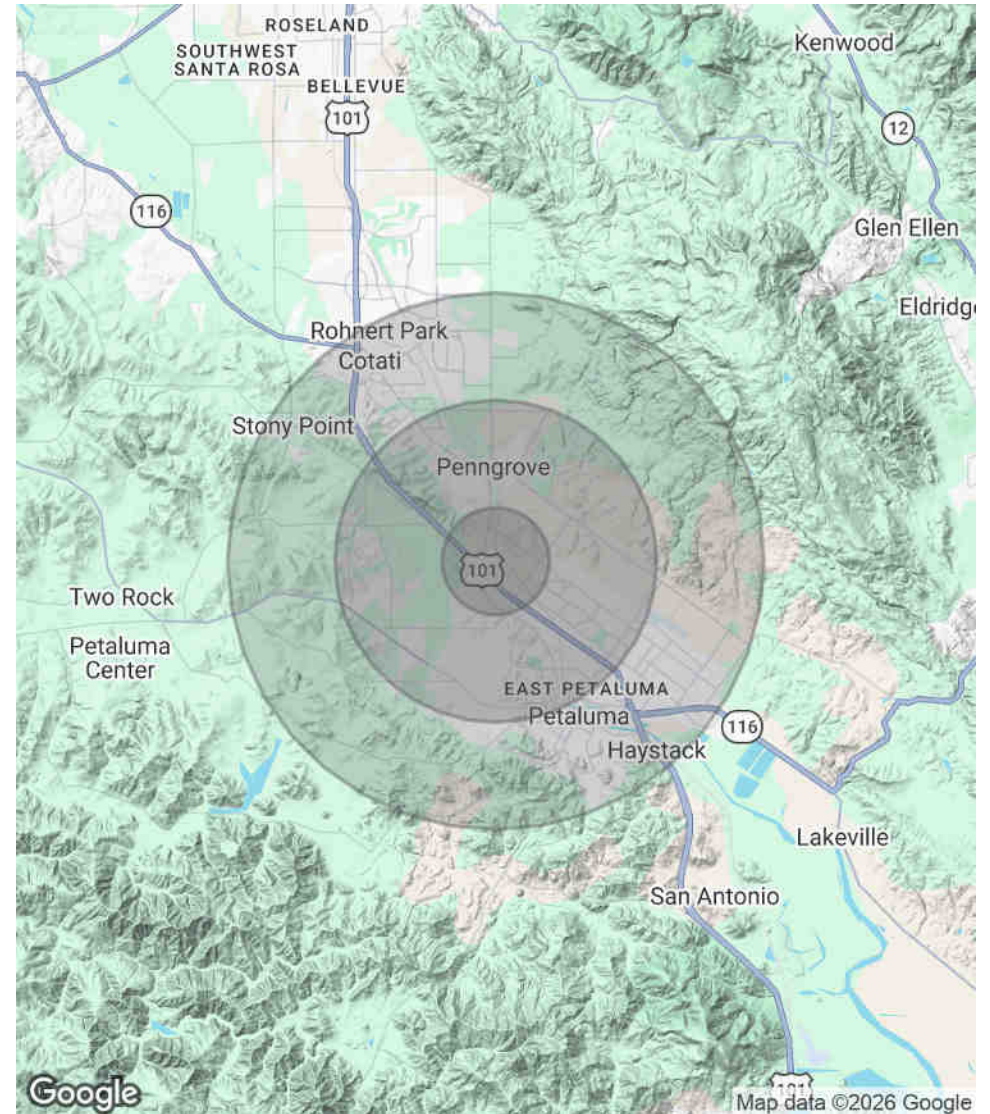 ROSELAND
SOUTHWEST
SANTA ROSA
BELLEVUE
101
Kenwood
12
116
Glen Ellen
Eldridge
Rohnert Park
Cotati
Stony Point
Penngrove
101
Two Rock
Petaluma
Center
EAST PETALUMA
Petaluma
116
Haystack
Lakeville
San Antonio
101
Google
Map data ©2026 Google